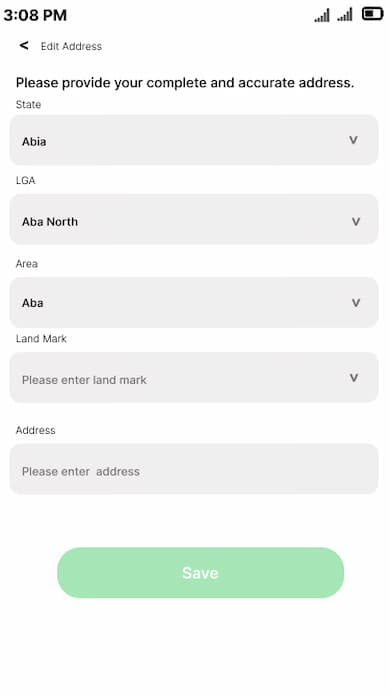 3:08 PM
< Edit Address
Please provide your complete and accurate address.
State
Abia v
LGA
Aba North v
Area
Aba v
Land Mark
Please enter land mark v
Address
Please enter  address
Save